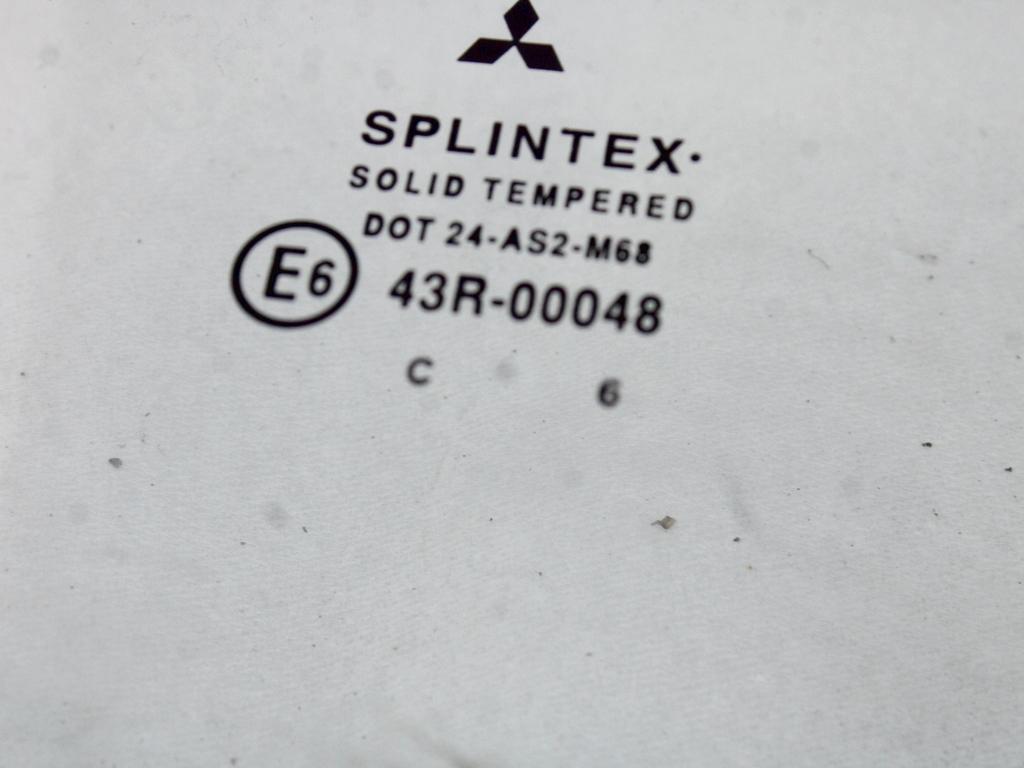 SPLINTEX·
SOLID TEMPERED
DOT 24-AS2-M68
E6 43R-00048
C 6